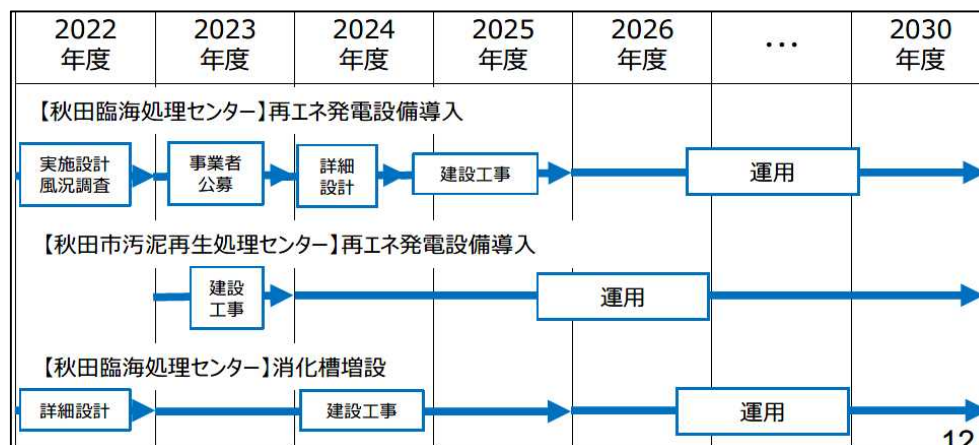 2022
年度
2023
年度
2024
年度
2025
年度
2026
年度
…
2030
年度
【秋田臨海処理センター】再エネ発電設備導入
実施設計
風況調査
事業者
公募
詳細
設計
建設工事
運用
【秋田市汚泥再生処理センター】再エネ発電設備導入
建設
工事
運用
【秋田臨海処理センター】消化槽増設
詳細設計
建設工事
運用
12